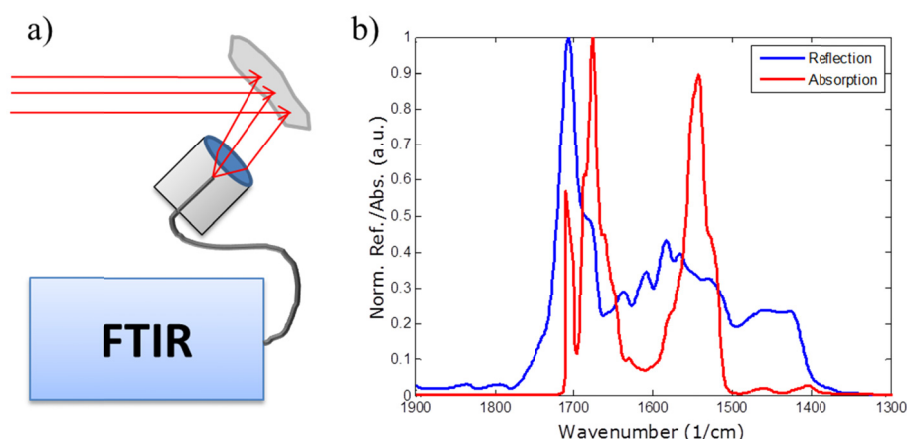 a)
FTIR
b)
Norm. Ref./Abs. (a.u.)
1
0.9
0.8
0.7
0.6
0.5
0.4
0.3
0.2
0.1
0
Reflection
Absorption
1900 1800 1700 1600 1500 1400 1300
Wavenumber (1/cm)